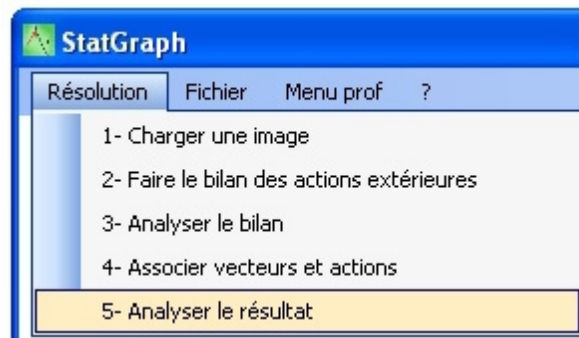 StatGraph
Résolution Fichier Menu prof ?
1- Charger une image
2- Faire le bilan des actions extérieures
3- Analyser le bilan
4- Associer vecteurs et actions
5- Analyser le résultat